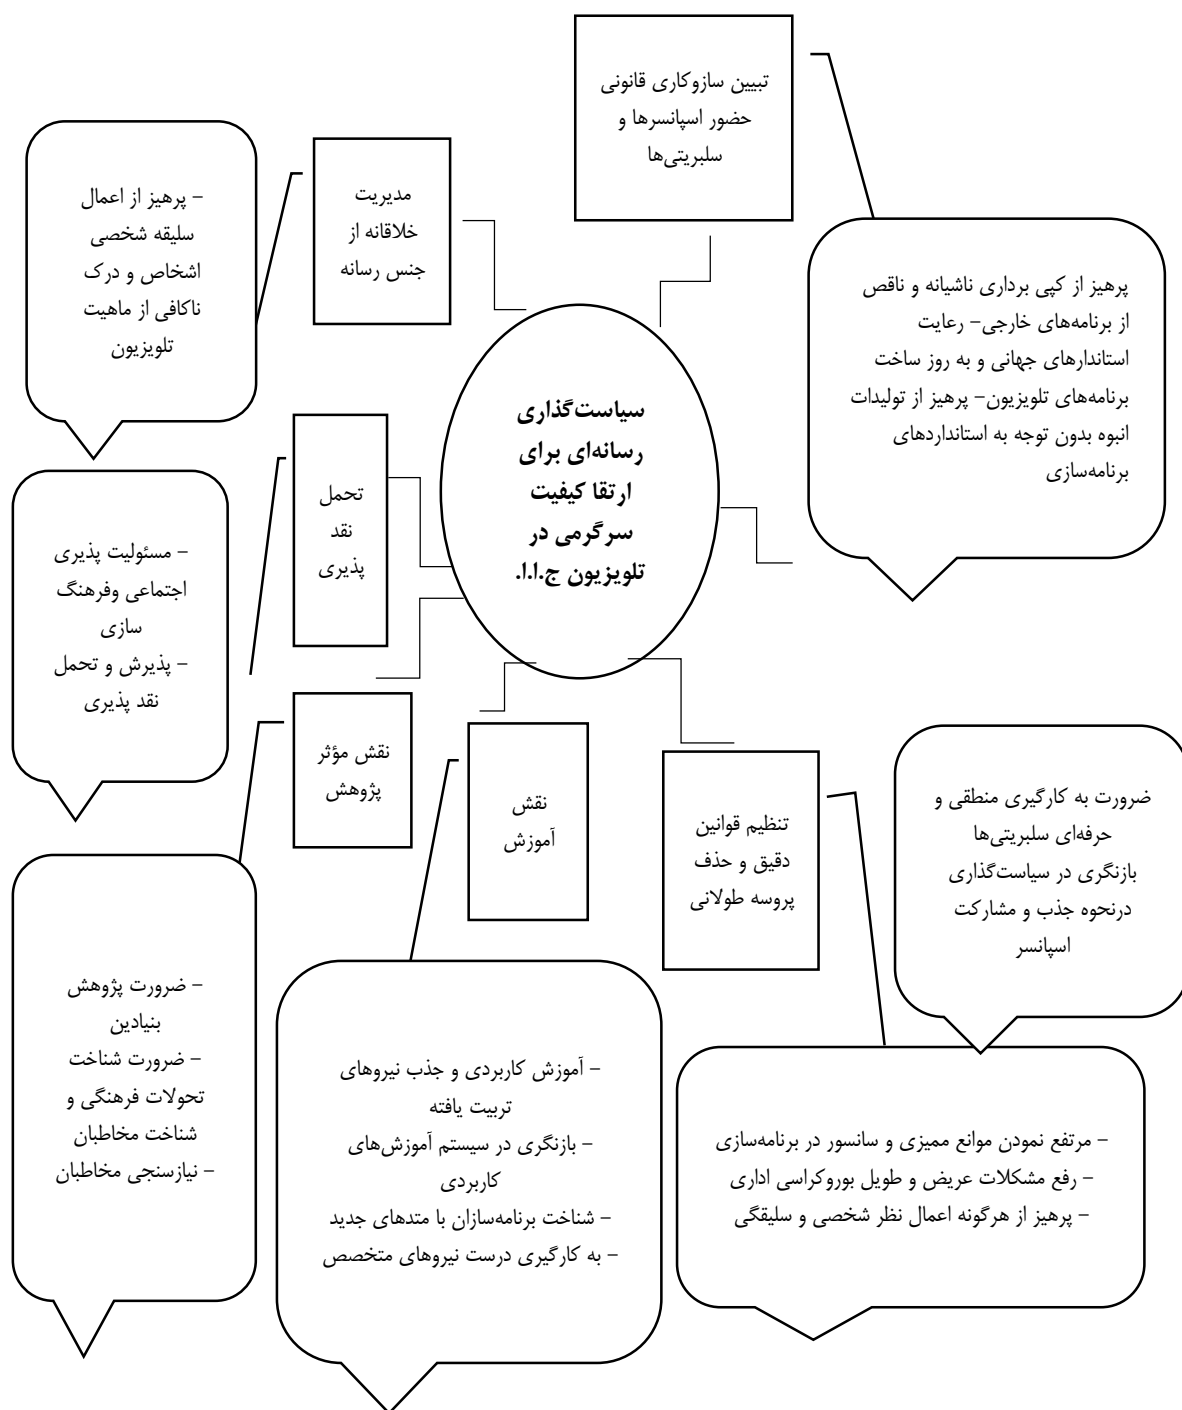 تبیین سازوکاری قانونی
حضور اسپانسرها و
سلبریتی‌ها
پرهیز از کپی برداری ناشیانه و ناقص
از برنامه‌های خارجی- رعایت
استاندارهای جهانی و به روز ساخت
برنامه‌های تلویزیون- پرهیز از تولیدات
انبوه بدون توجه به استانداردهای
برنامه‌سازی
مدیریت
خلاقانه از
جنس رسانه
- پرهیز از اعمال
سلیقه شخصی
اشخاص و درک
ناکافی از ماهیت
تلویزیون
سیاست‌گذاری
رسانه‌ای برای
ارتقا کیفیت
سرگرمی در
تلویزیون ج.ا.ا.
تحمل
نقد
پذیری
- مسئولیت پذیری
اجتماعی وفرهنگ
سازی
- پذیرش و تحمل
نقد پذیری
نقش مؤثر
پژوهش
نقش
آموزش
تنظیم قوانین
دقیق و حذف
پروسه طولانی
ضرورت به کارگیری منطقی و
حرفه‌ای سلبریتی‌ها
بازنگری در سیاست‌گذاری
درنحوه جذب و مشارکت
اسپانسر
- ضرورت پژوهش
بنیادین
- ضرورت شناخت
تحولات فرهنگی و
شناخت مخاطبان
- نیازسنجی مخاطبان
- آموزش کاربردی و جذب نیروهای
تربیت یافته
- بازنگری در سیستم آموزش‌های
کاربردی
- شناخت برنامه‌سازان با متدهای جدید
- به کارگیری درست نیروهای متخصص
- مرتفع نمودن موانع ممیزی و سانسور در برنامه‌سازی
- رفع مشکلات عریض و طویل بوروکراسی اداری
- پرهیز از هرگونه اعمال نظر شخصی و سلیقگی